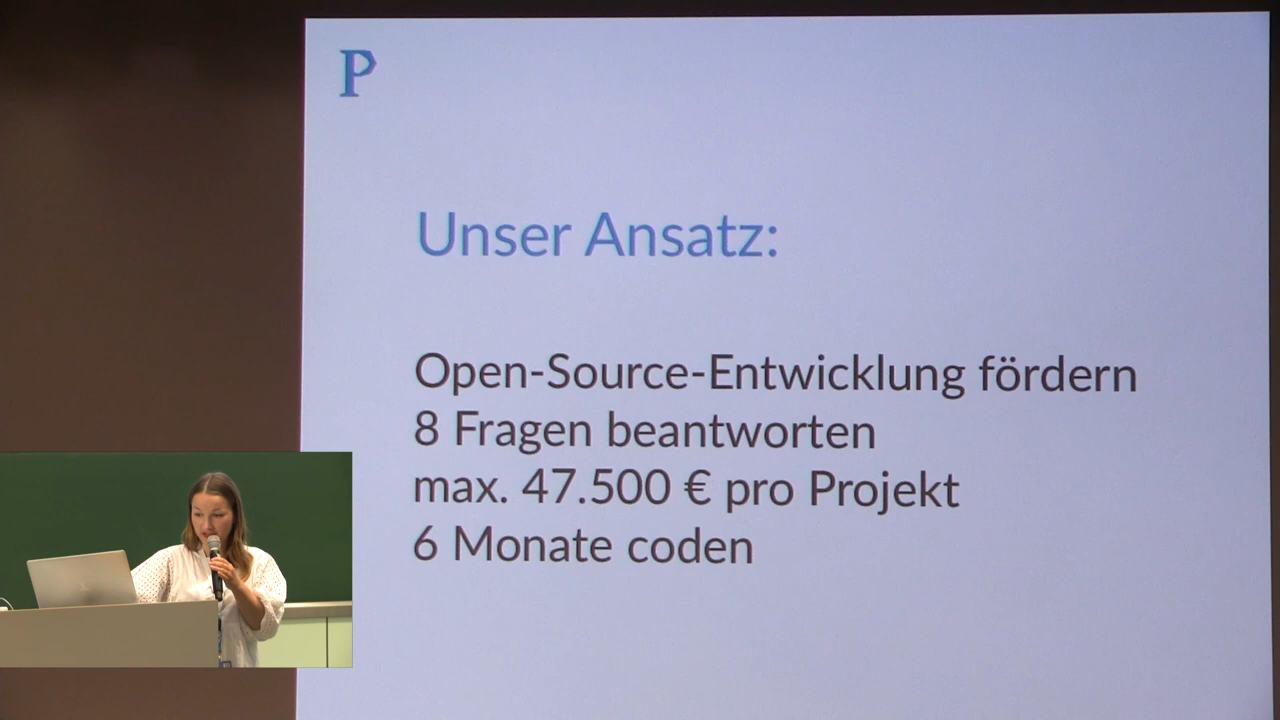 P
Unser Ansatz:
Open-Source-Entwicklung fördern
8 Fragen beantworten
max. 47.500 € pro Projekt
6 Monate coden